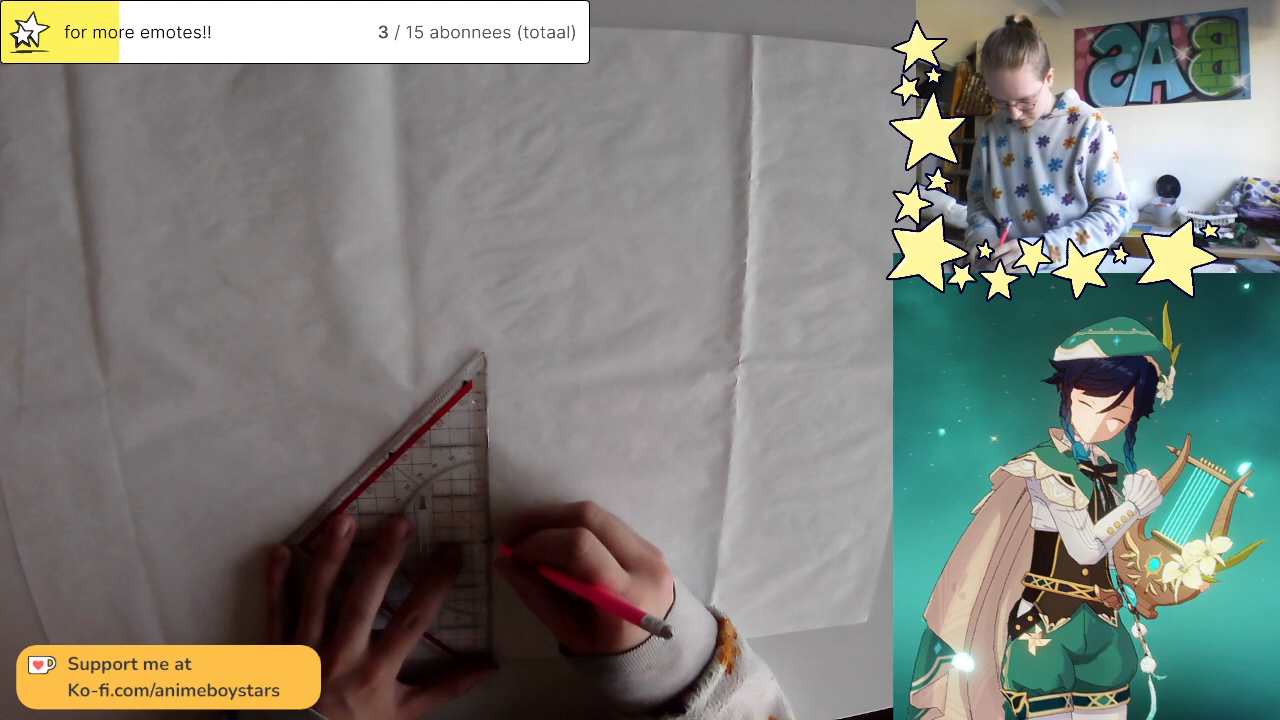 for more emotes!! 3 / 15 abonnees (totaal)
BAS
Support me at
Ko-fi.com/animeboystars